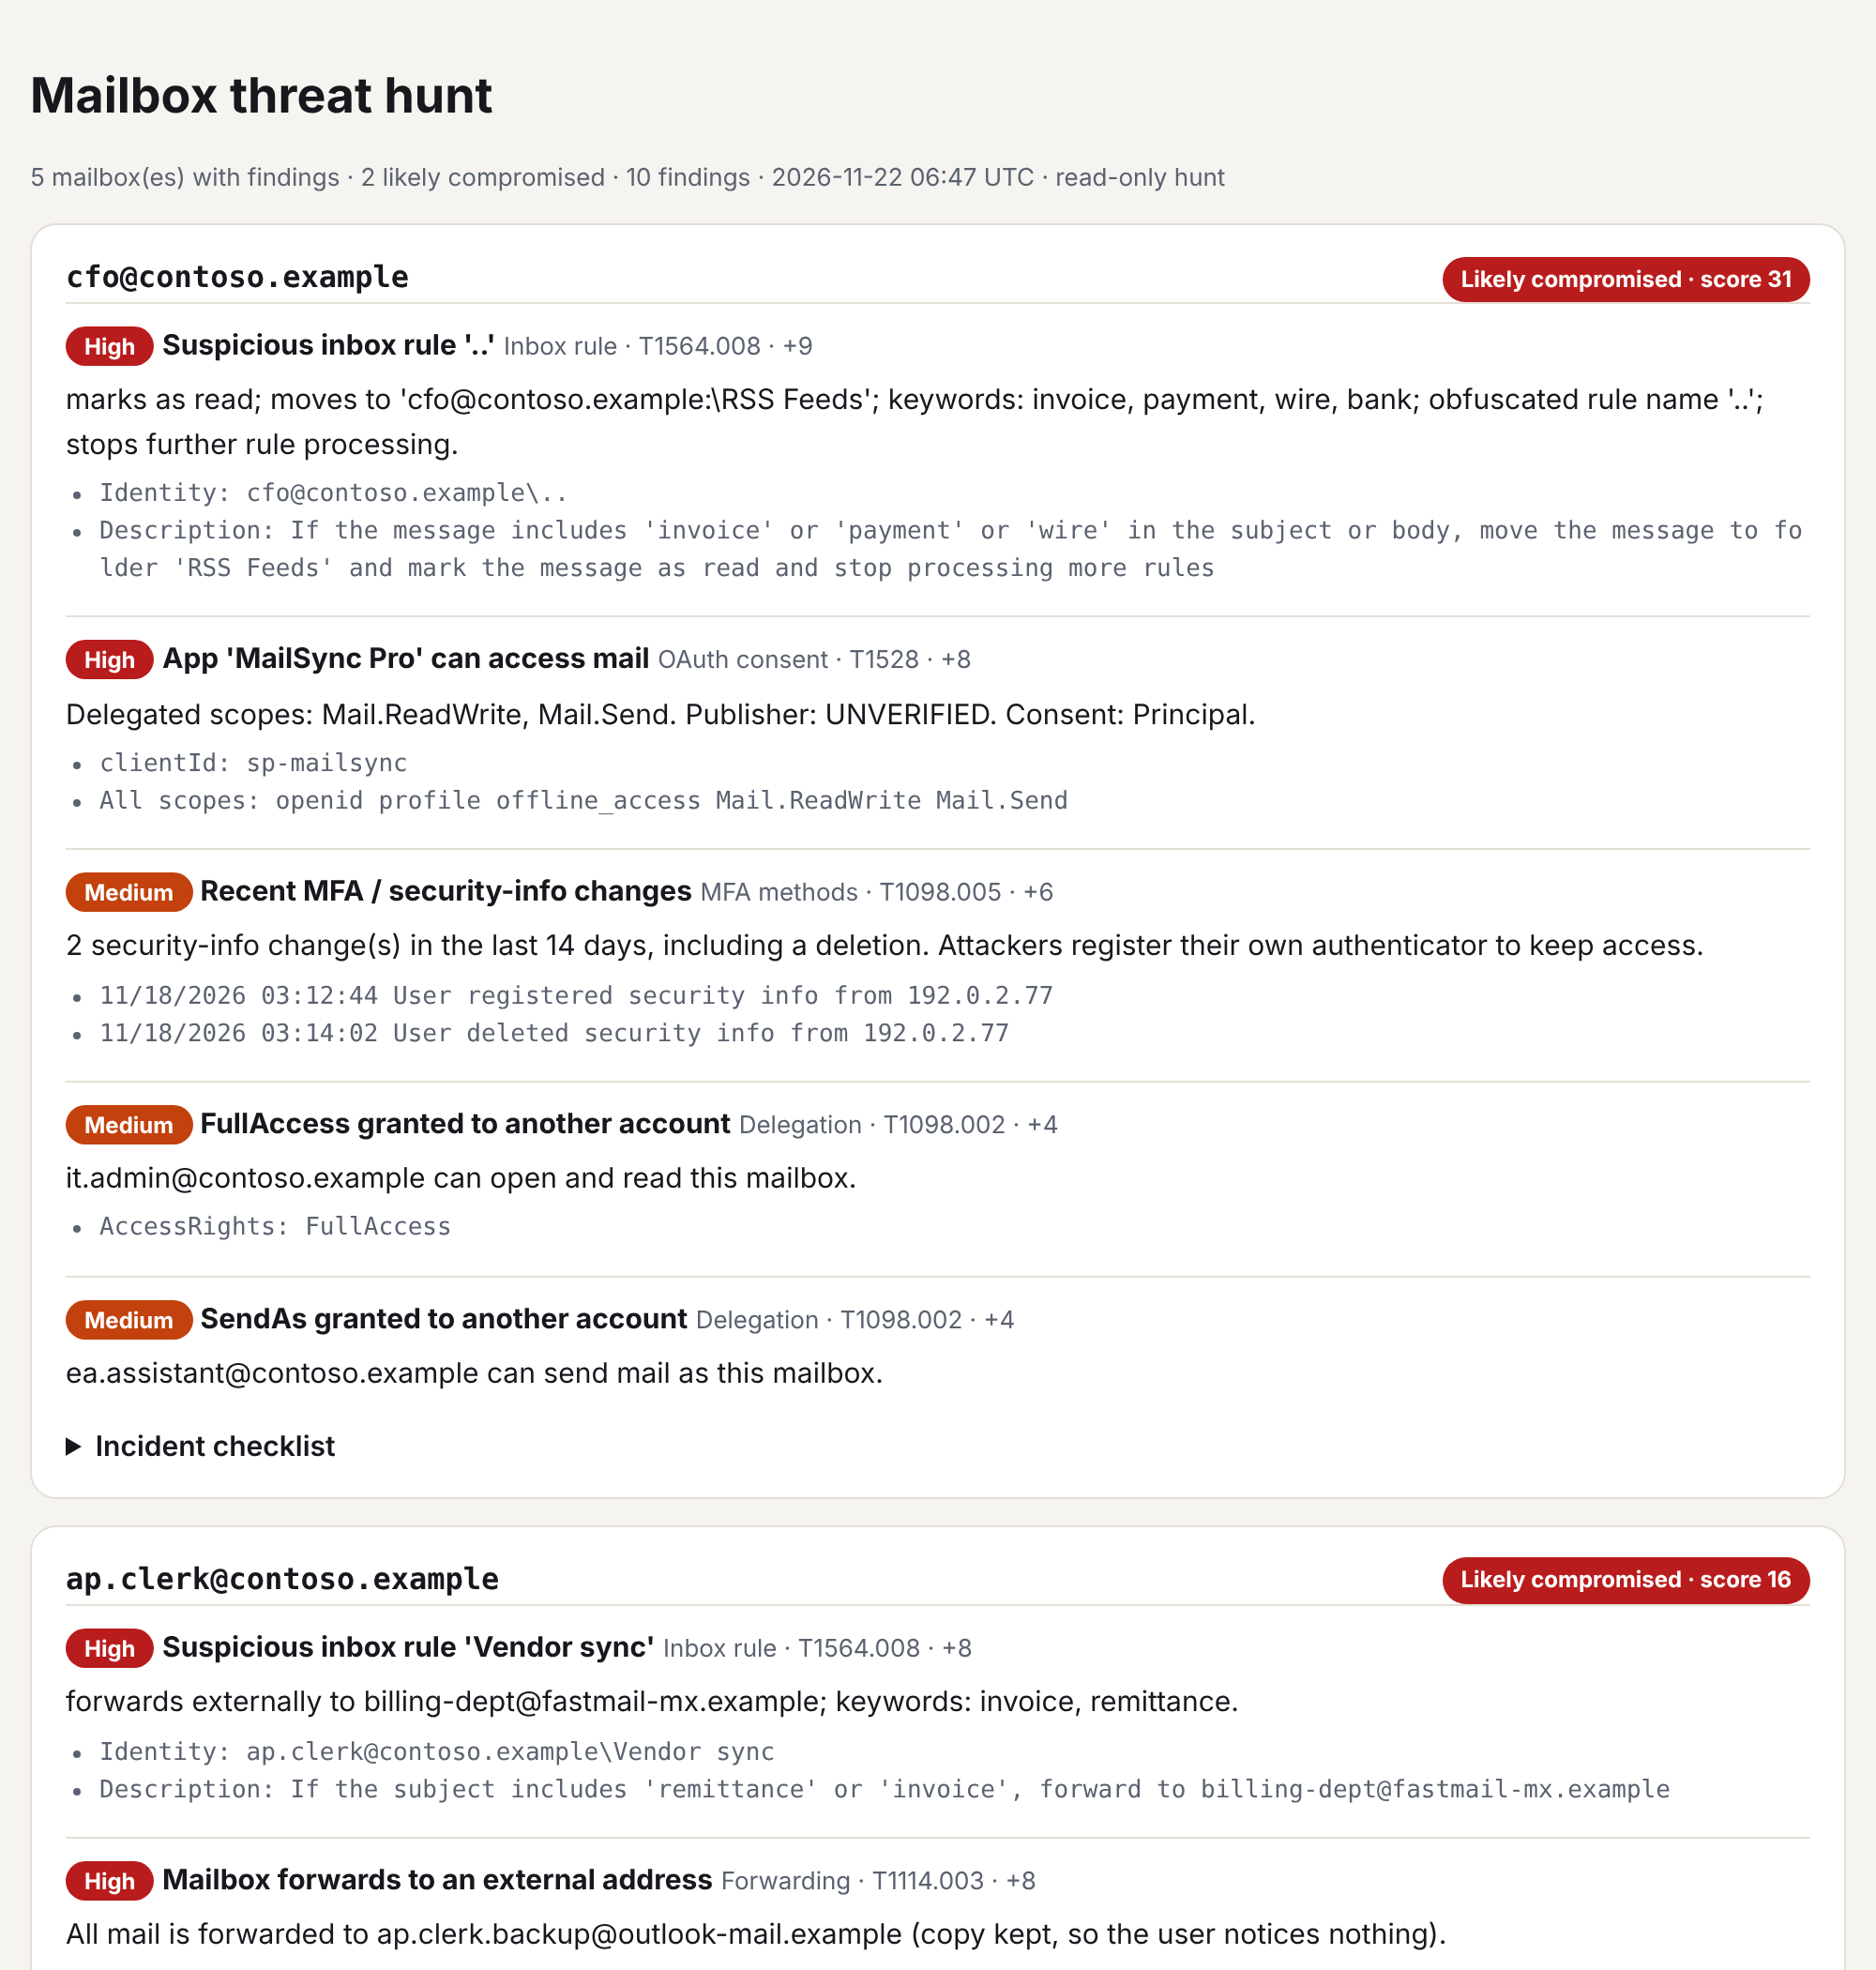 Mailbox threat hunt
5 mailbox(es) with findings · 2 likely compromised · 10 findings · 2026-11-22 06:47 UTC · read-only hunt
cfo@contoso.example
Likely compromised · score 31
High Suspicious inbox rule '..' Inbox rule · T1564.008 · +9
marks as read; moves to 'cfo@contoso.example:\RSS Feeds'; keywords: invoice, payment, wire, bank; obfuscated rule name '..';
stops further rule processing.
• Identity: cfo@contoso.example\..
• Description: If the message includes 'invoice' or 'payment' or 'wire' in the subject or body, move the message to fo
lder 'RSS Feeds' and mark the message as read and stop processing more rules
High App 'MailSync Pro' can access mail OAuth consent · T1528 · +8
Delegated scopes: Mail.ReadWrite, Mail.Send. Publisher: UNVERIFIED. Consent: Principal.
• clientId: sp-mailsync
• All scopes: openid profile offline_access Mail.ReadWrite Mail.Send
Medium Recent MFA / security-info changes MFA methods · T1098.005 · +6
2 security-info change(s) in the last 14 days, including a deletion. Attackers register their own authenticator to keep access.
• 11/18/2026 03:12:44 User registered security info from 192.0.2.77
• 11/18/2026 03:14:02 User deleted security info from 192.0.2.77
Medium FullAccess granted to another account Delegation · T1098.002 · +4
it.admin@contoso.example can open and read this mailbox.
• AccessRights: FullAccess
Medium SendAs granted to another account Delegation · T1098.002 · +4
ea.assistant@contoso.example can send mail as this mailbox.
▶ Incident checklist
ap.clerk@contoso.example
Likely compromised · score 16
High Suspicious inbox rule 'Vendor sync' Inbox rule · T1564.008 · +8
forwards externally to billing-dept@fastmail-mx.example; keywords: invoice, remittance.
• Identity: ap.clerk@contoso.example\Vendor sync
• Description: If the subject includes 'remittance' or 'invoice', forward to billing-dept@fastmail-mx.example
High Mailbox forwards to an external address Forwarding · T1114.003 · +8
All mail is forwarded to ap.clerk.backup@outlook-mail.example (copy kept, so the user notices nothing).